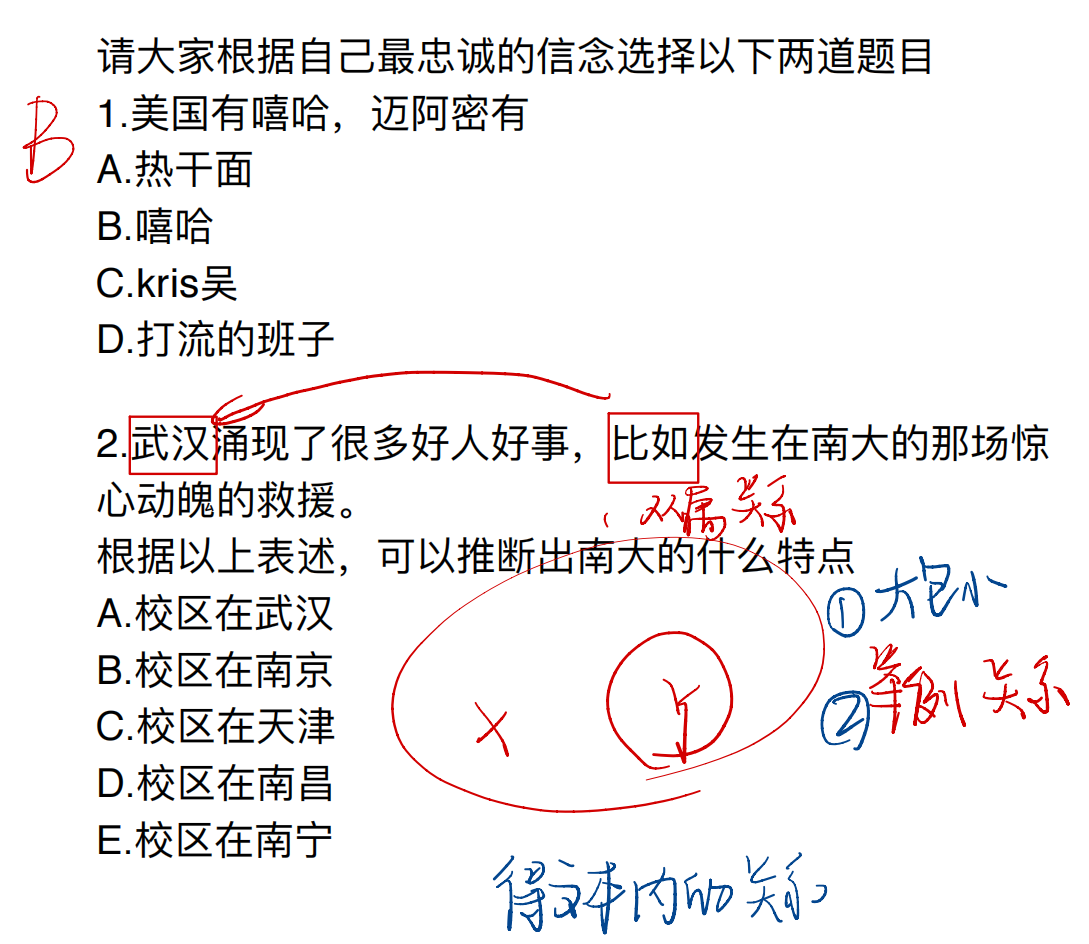 请大家根据自己最忠诚的信念选择以下两道题目
B
1.美国有嘻哈，迈阿密有
A.热干面
B.嘻哈
C.kris吴
D.打流的班子
2.武汉涌现了很多好人好事，比如发生在南大的那场惊
心动魄的救援。
从属关系
根据以上表述，可以推断出南大的什么特点
A.校区在武汉
B.校区在南京
C.校区在天津
D.校区在南昌
E.校区在南宁
① 大包小
② 举例关系
得文本内的关系